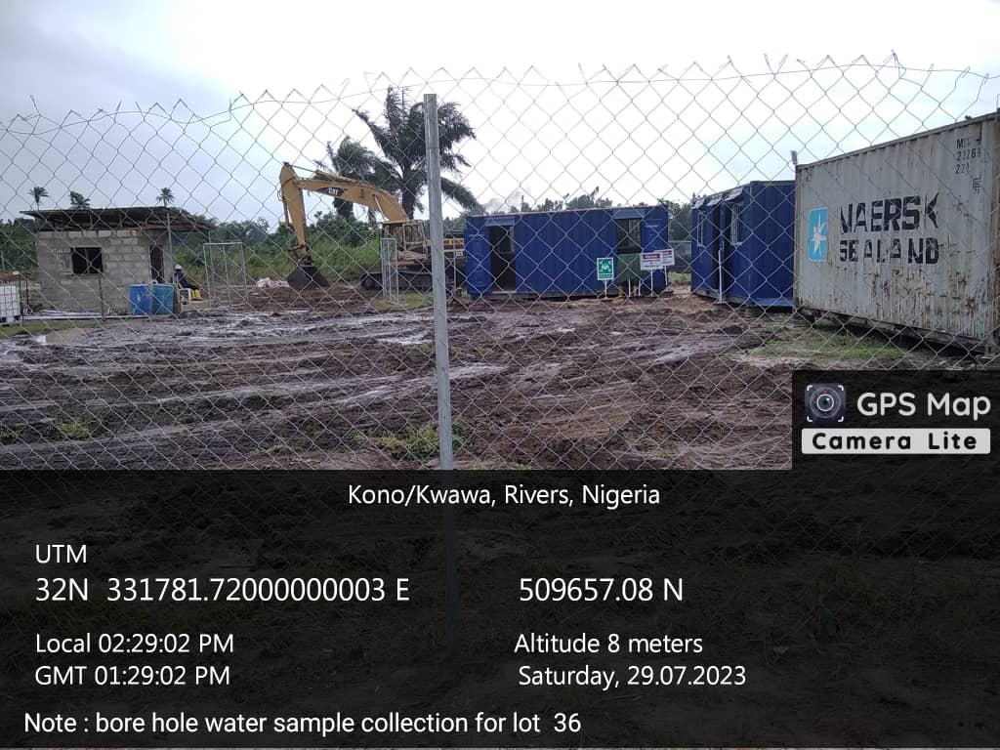 CAT
MAERSK
SEALAND
GPS Map
Camera Lite
Kono/Kwawa, Rivers, Nigeria
UTM
32N 331781.72000000003 E
509657.08 N
Local 02:29:02 PM
Altitude 8 meters
GMT 01:29:02 PM
Saturday, 29.07.2023
Note : bore hole water sample collection for lot 36